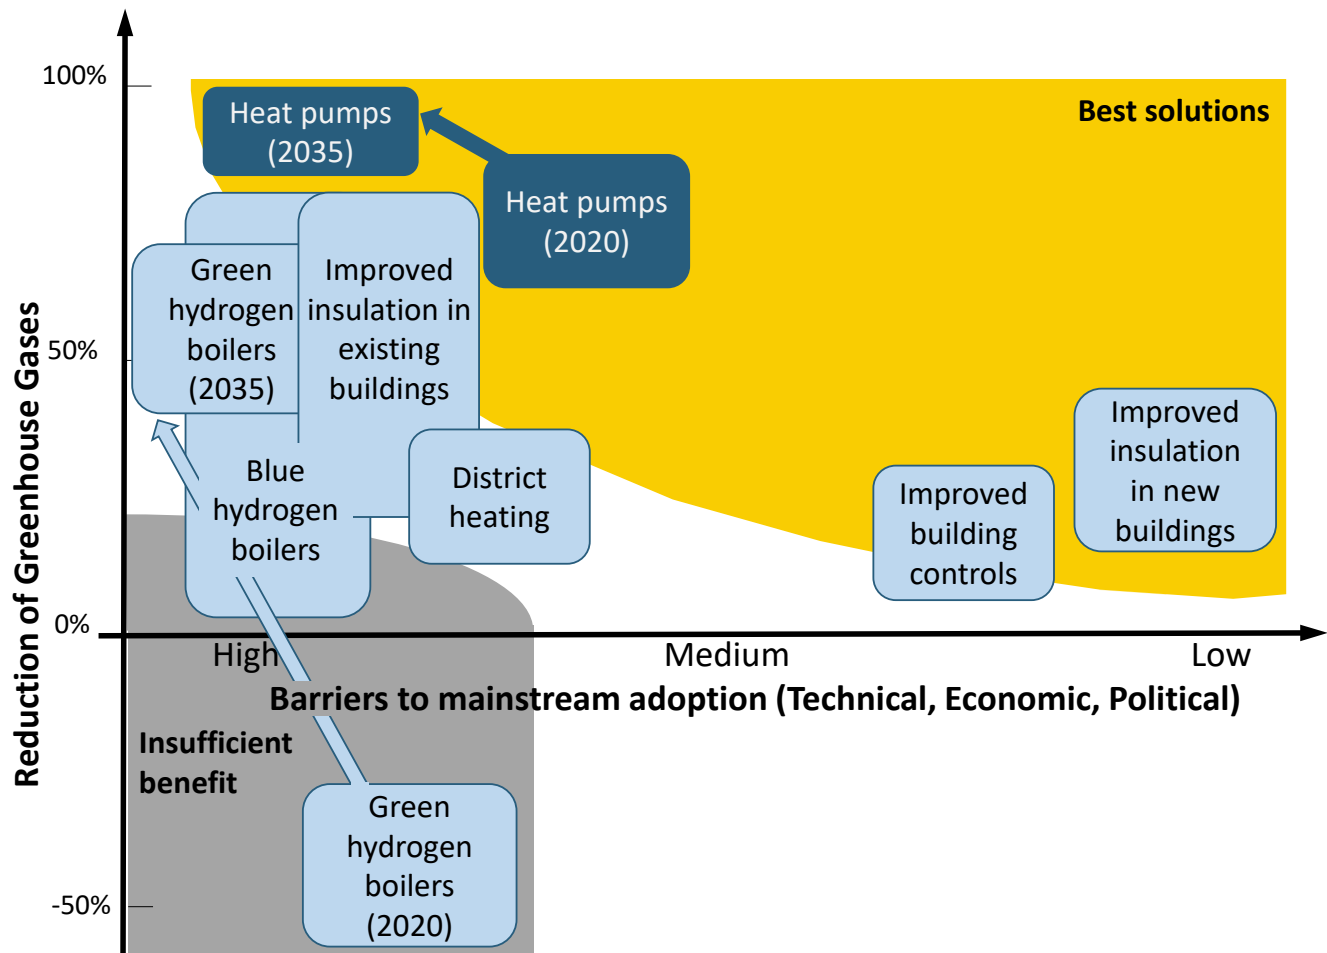 100%
Heat pumps
(2035)
Best solutions
Heat pumps
(2020)
Green
hydrogen
boilers
(2035)
Improved
insulation in
existing
buildings
50%
Reduction of Greenhouse Gases
Improved
insulation
in new
buildings
Blue
hydrogen
boilers
District
heating
Improved
building
controls
0%
High
Medium
Low
Barriers to mainstream adoption (Technical, Economic, Political)
Insufficient
benefit
Green
hydrogen
boilers
(2020)
-50%